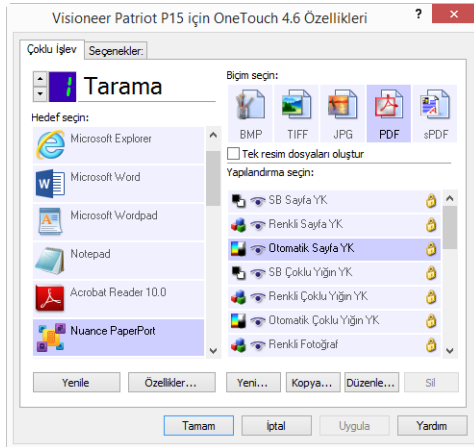 Visioneer Patriot P15 için OneTouch 4.6 Özellikleri
Çoklu İşlev
Seçenekler:
1 Tarama
Hedef seçin:
Microsoft Explorer
Microsoft Word
Microsoft Wordpad
Notepad
Acrobat Reader 10.0
Nuance PaperPort
Biçim seçin:
BMP TIFF JPG PDF sPDF
Tek resim dosyaları oluştur
Yapılandırma seçin:
SB Sayfa YK
Renkli Sayfa YK
Otomatik Sayfa YK
SB Çoklu Yığın YK
Renkli Çoklu Yığın YK
Otomatik Çoklu Yığın YK
Renkli Fotoğraf
Yenile Özellikler... Yeni... Kopya... Düzenle... Sil
Tamam İptal Uygula Yardım